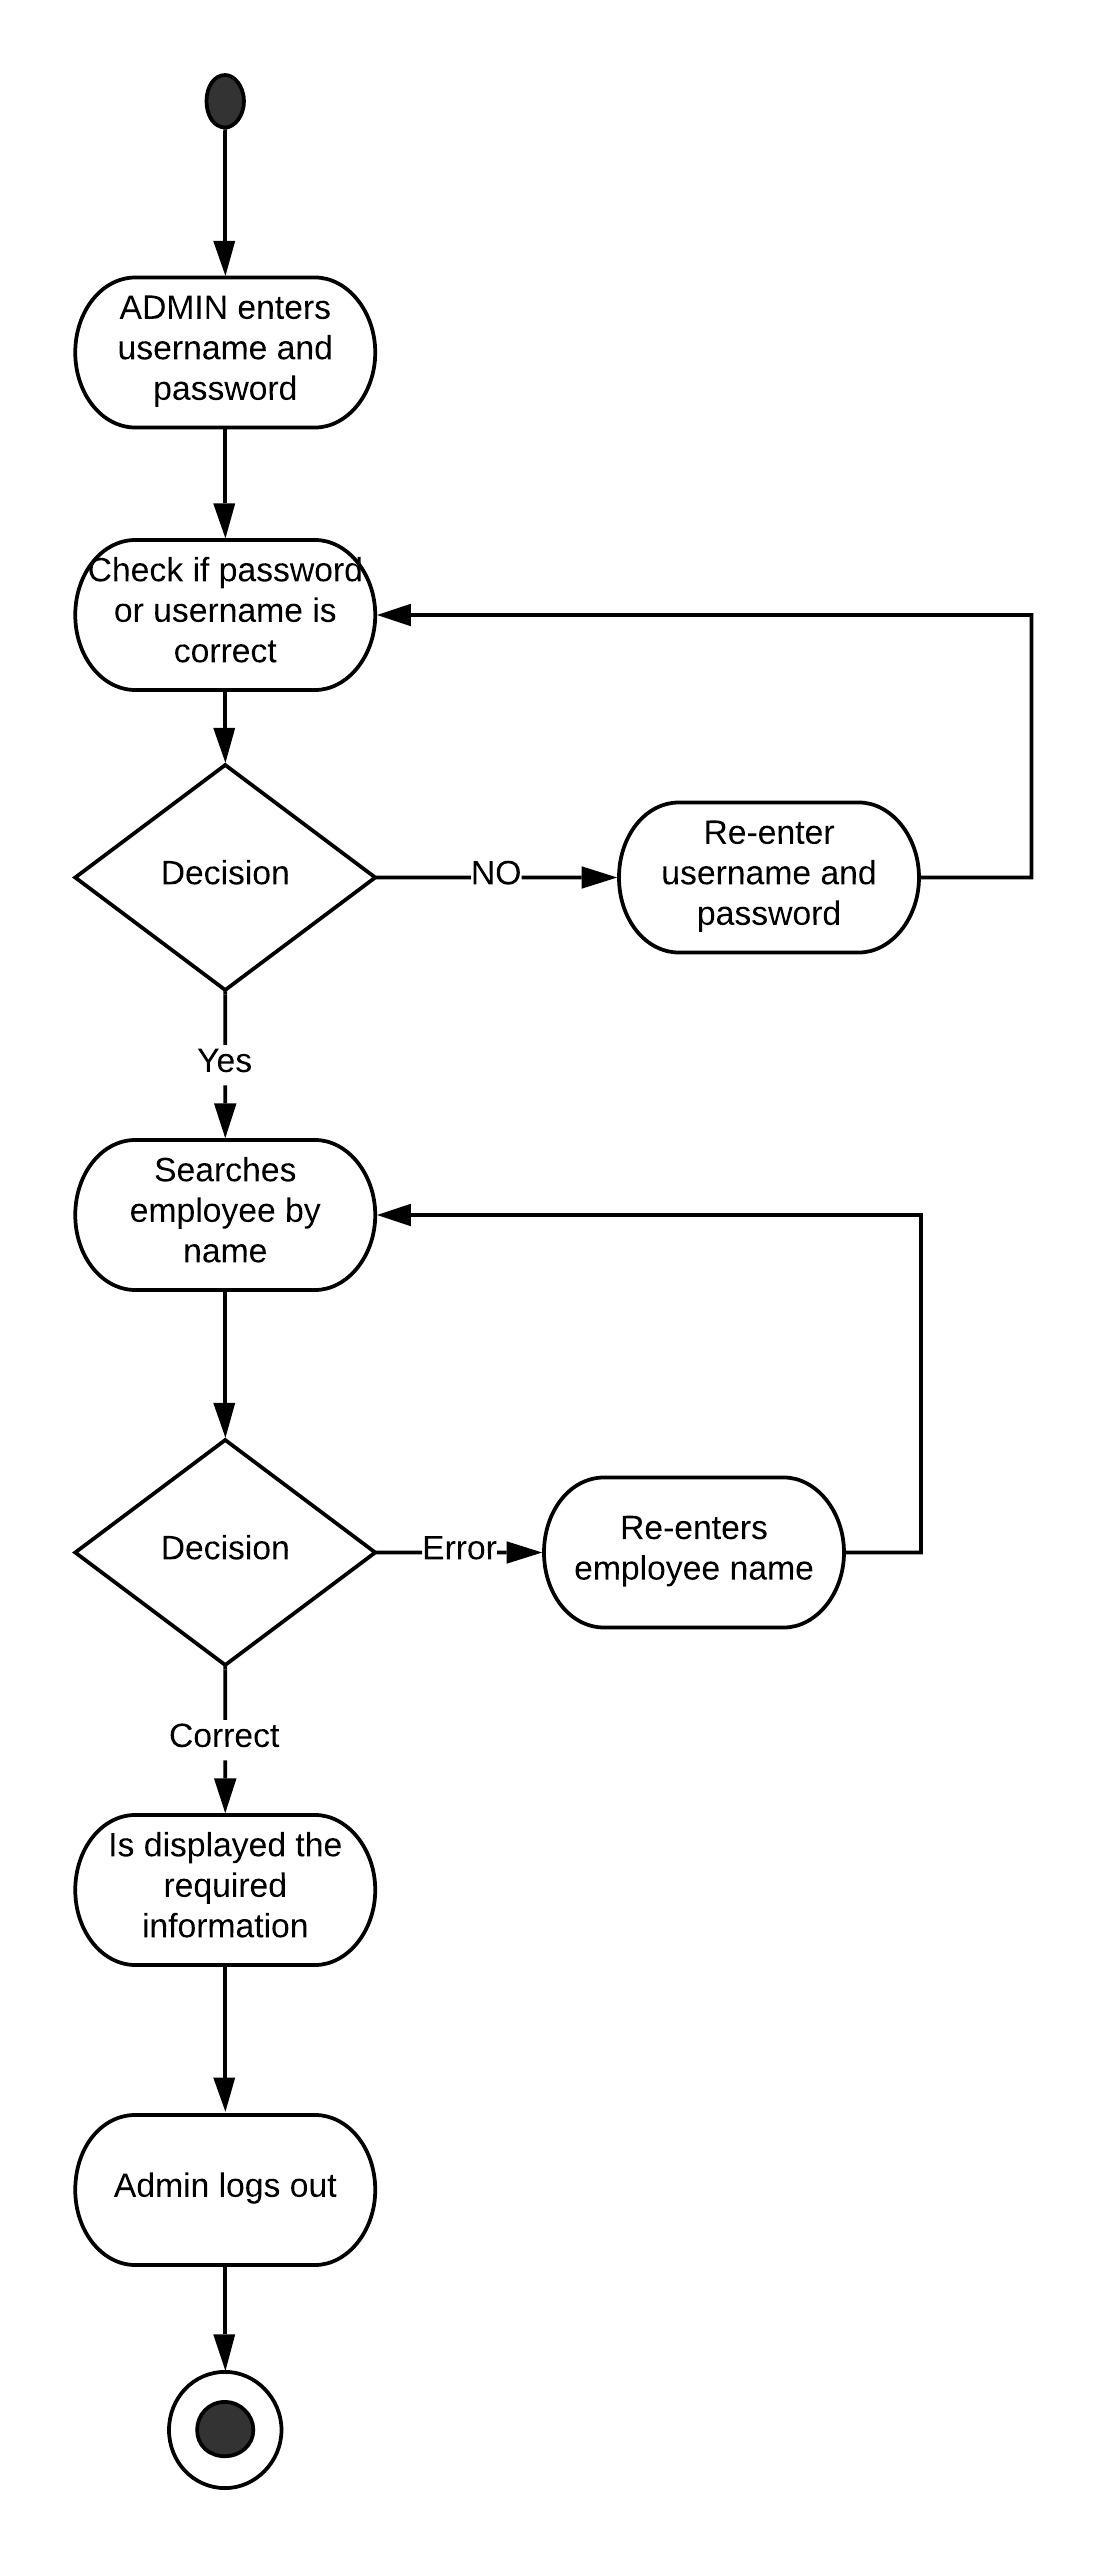 ADMIN enters
username and
password
Check if password
or username is
correct
Decision
NO
Re-enter
username and
password
Yes
Searches
employee by
name
Decision
Error
Re-enters
employee name
Correct
Is displayed the
required
information
Admin logs out